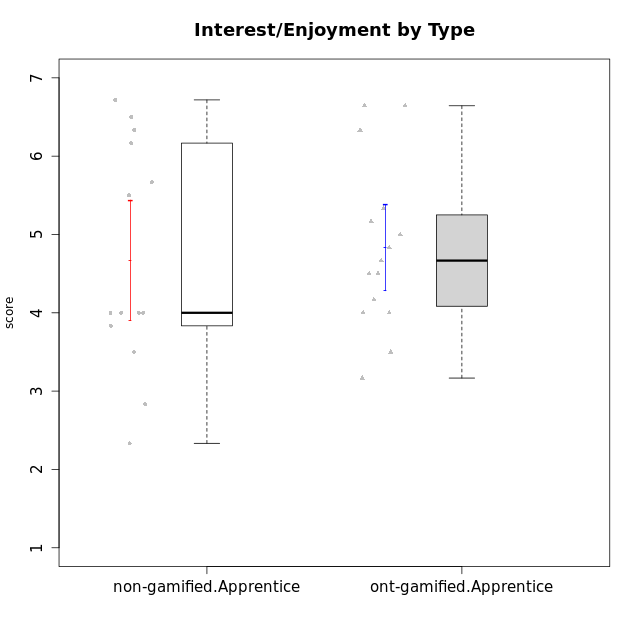 Interest/Enjoyment by Type
7
6
5
4
3
2
1
score
non-gamified.Apprentice
ont-gamified.Apprentice